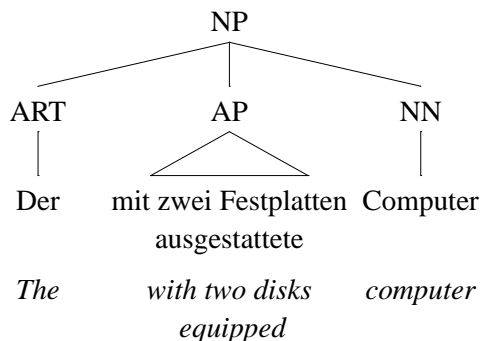 NP
ART AP NN
Der mit zwei Festplatten Computer
ausgestattete
The with two disks computer
equipped